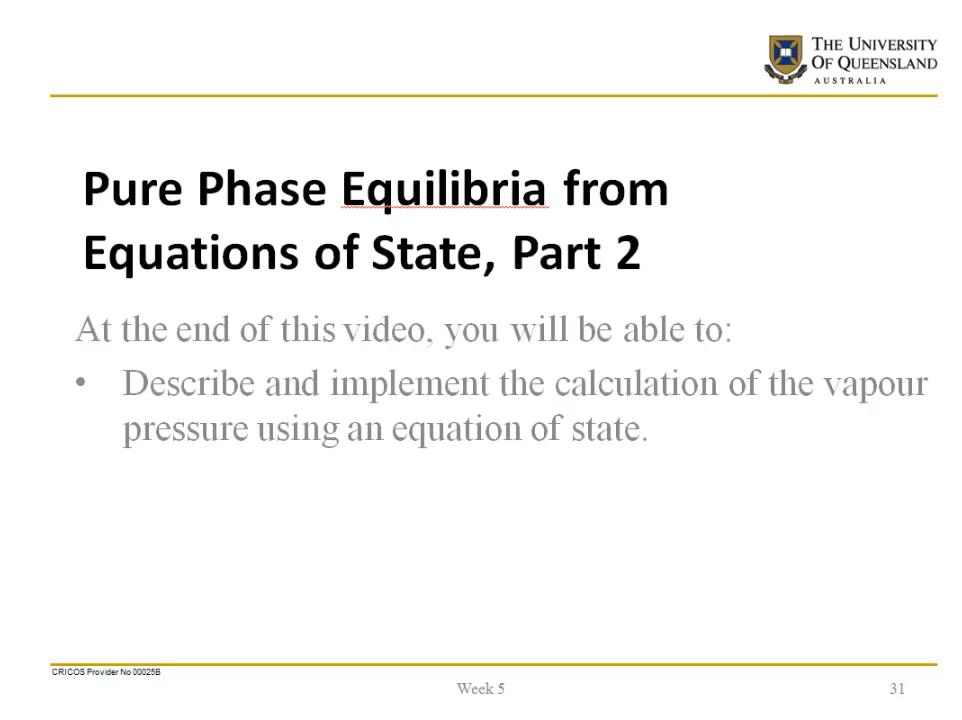 THE UNIVERSITY
OF QUEENSLAND
AUSTRALIA
Pure Phase Equilibria from
Equations of State, Part 2
At the end of this video, you will be able to:
• Describe and implement the calculation of the vapour
pressure using an equation of state.
CRICOS Provider No 00025B
Week 5
31